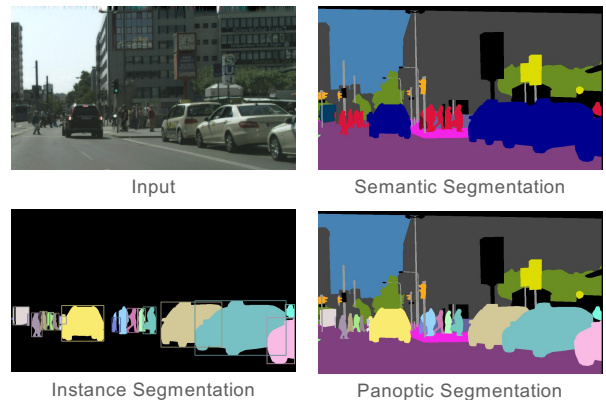 Input
Semantic Segmentation
Instance Segmentation
Panoptic Segmentation